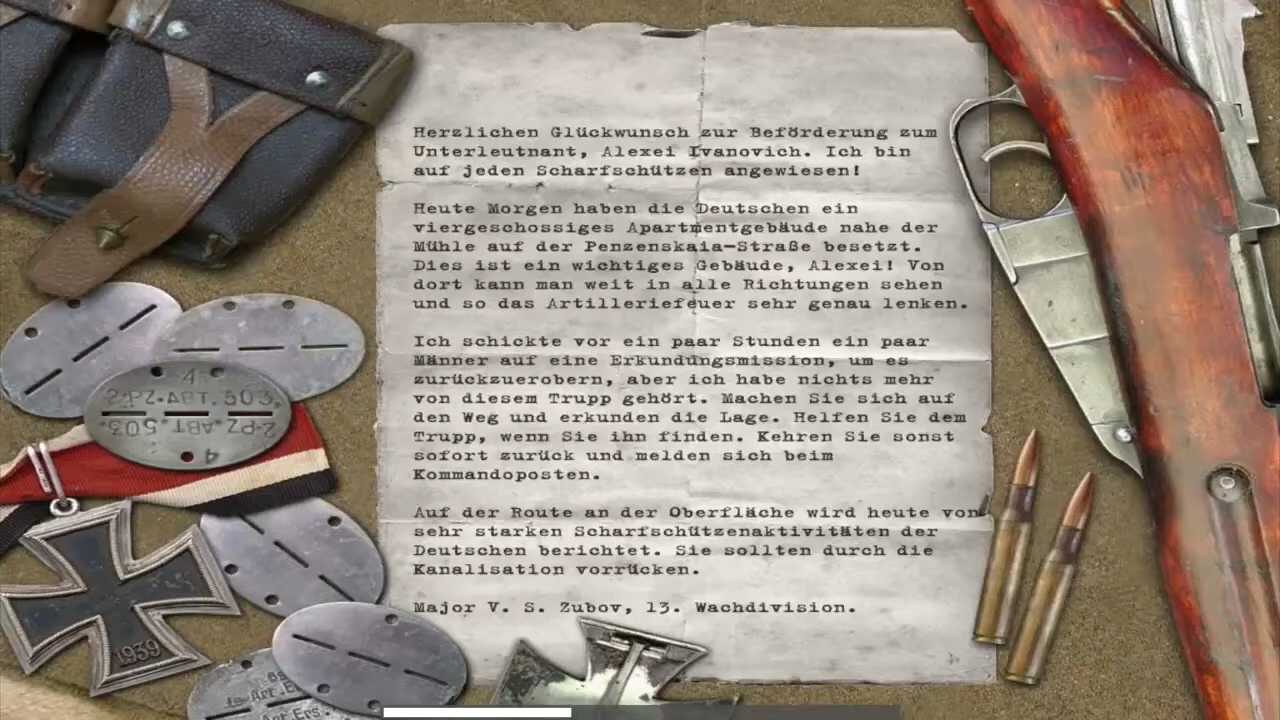 Herzlichen Glückwunsch zur Beförderung zum
Unterleutnant, Alexei Ivanovich. Ich bin
auf jeden Scharfschützen angewiesen!
Heute Morgen haben die Deutschen ein
viergeschossiges Apartmentgebäude nahe der
Mühle auf der Penzenskaia-Straße besetzt.
Dies ist ein wichtiges Gebäude, Alexei! Von
dort kann man weit in alle Richtungen sehen
und so das Artilleriefeuer sehr genau lenken.
Ich schickte vor ein paar Stunden ein paar
Männer auf eine Erkundungsmission, um es
zurückzuerobern, aber ich habe nichts mehr
von diesem Trupp gehört. Machen Sie sich auf
den Weg und erkunden die Lage. Helfen Sie dem
Trupp, wenn Sie ihn finden. Kehren Sie sonst
sofort zurück und melden sich beim
Kommandoposten.
Auf der Route an der Oberfläche wird heute von
sehr starken Scharfschützenaktivitäten der
Deutschen berichtet. Sie sollten durch die
Kanalisation vorrücken.
Major V. S. Zubov, 13. Wachdivision.
4
2-PZ-ABT. 503.
2-PZ. ABT. 503.
4
1939